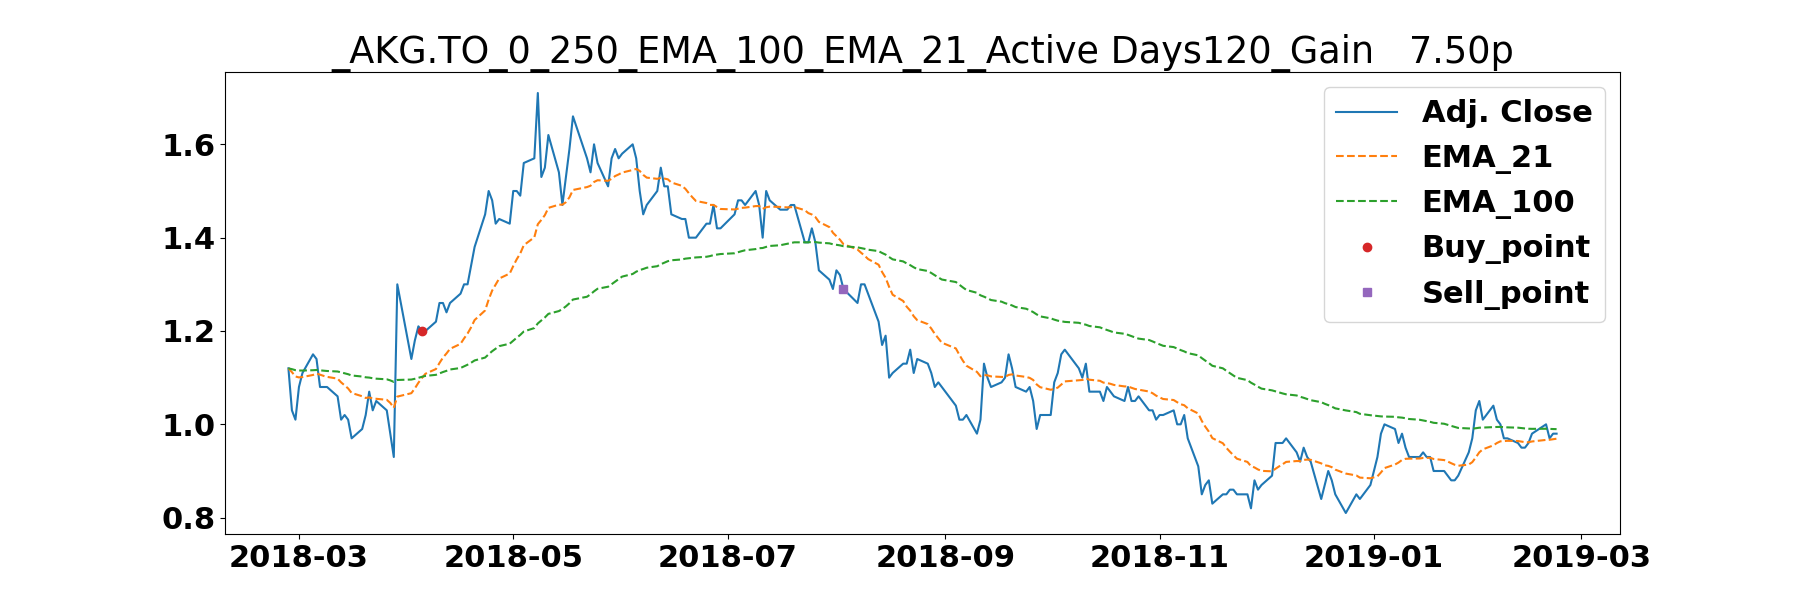 _AKG.TO_0_250_EMA_100_EMA_21_Active Days120_Gain   7.50p
Adj. Close
EMA_21
EMA_100
Buy_point
Sell_point
1.6
1.4
1.2
1.0
0.8
2018-03 2018-05 2018-07 2018-09 2018-11 2019-01 2019-03